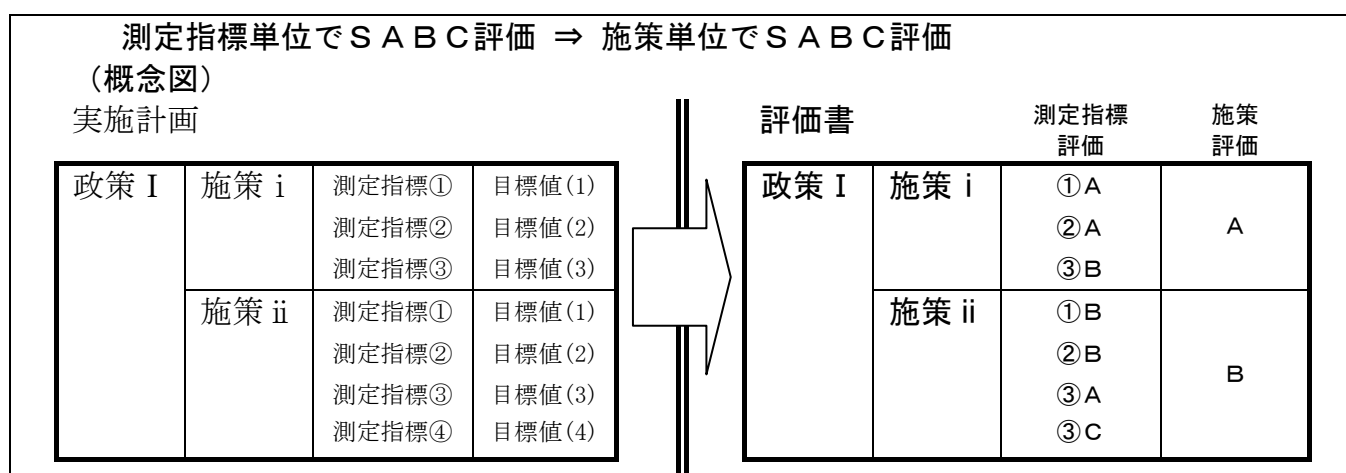 測定指標単位でＳＡＢＣ評価 ⇒ 施策単位でＳＡＢＣ評価
（概念図）
実施計画
政策Ⅰ 施策ⅰ 測定指標① 目標値(1)
測定指標② 目標値(2)
測定指標③ 目標値(3)
施策ⅱ 測定指標① 目標値(1)
測定指標② 目標値(2)
測定指標③ 目標値(3)
測定指標④ 目標値(4)
評価書 測定指標 施策
評価 評価
政策Ⅰ 施策ⅰ ①Ａ
②Ａ Ａ
③Ｂ
施策ⅱ ①Ｂ
②Ｂ
Ｂ
③Ａ
③Ｃ